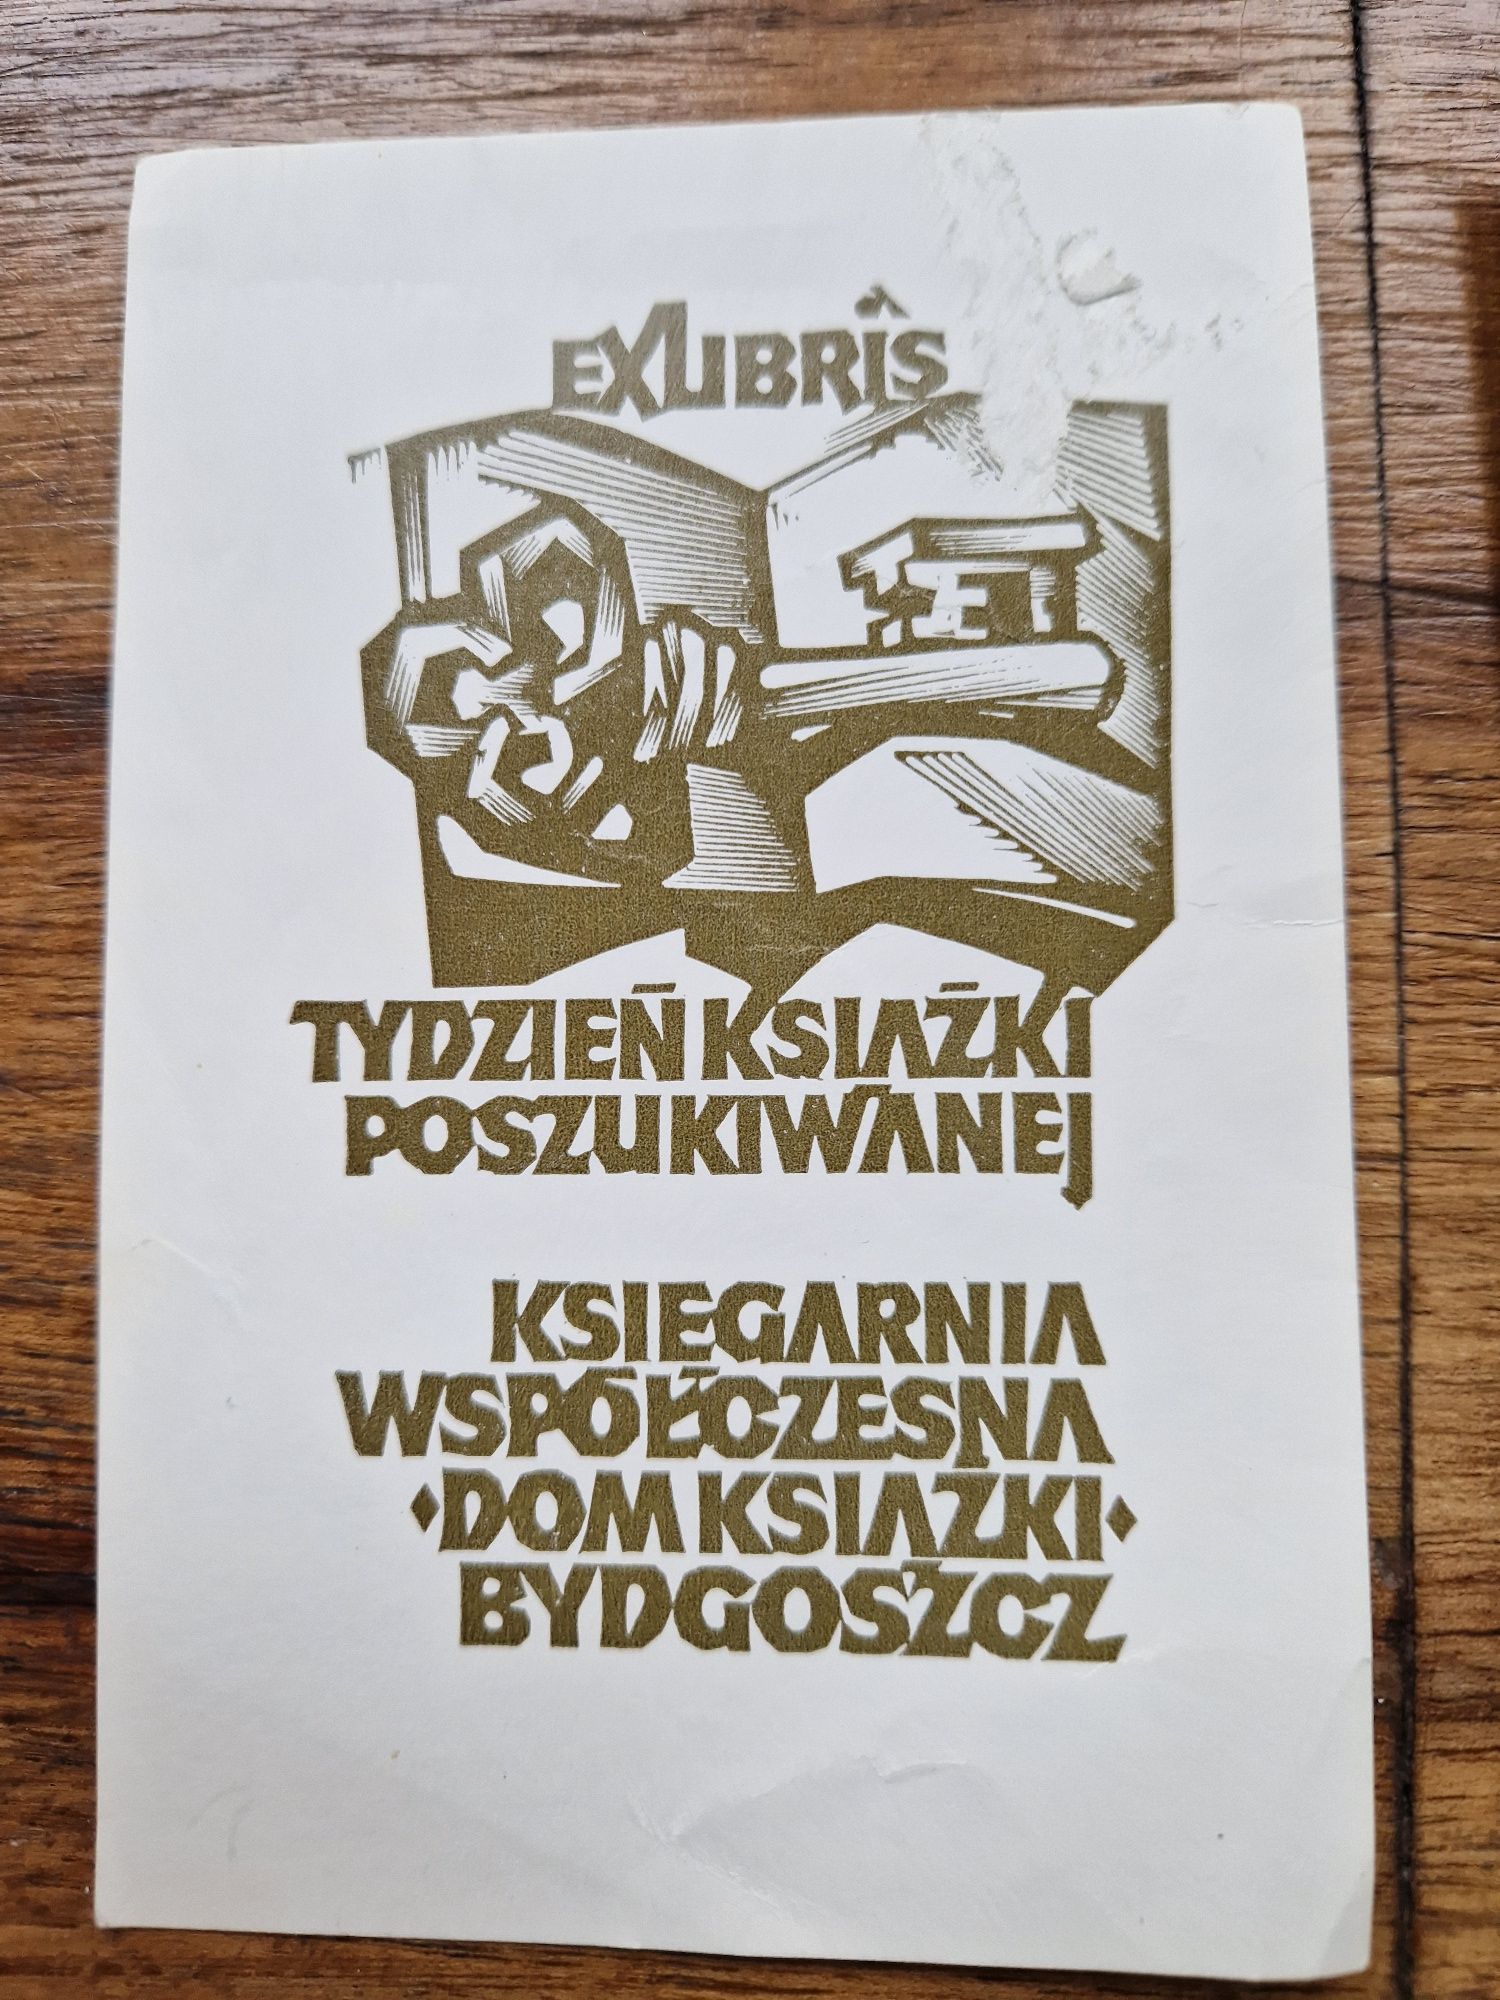 EXLIBRIS
TYDZIEŃ KSIĄŻKI
POSZUKIWANEJ
KSIĘGARNIA
WSPÓŁCZESNA
♦DOM KSIĄŻKI♦
BYDGOSZCZ